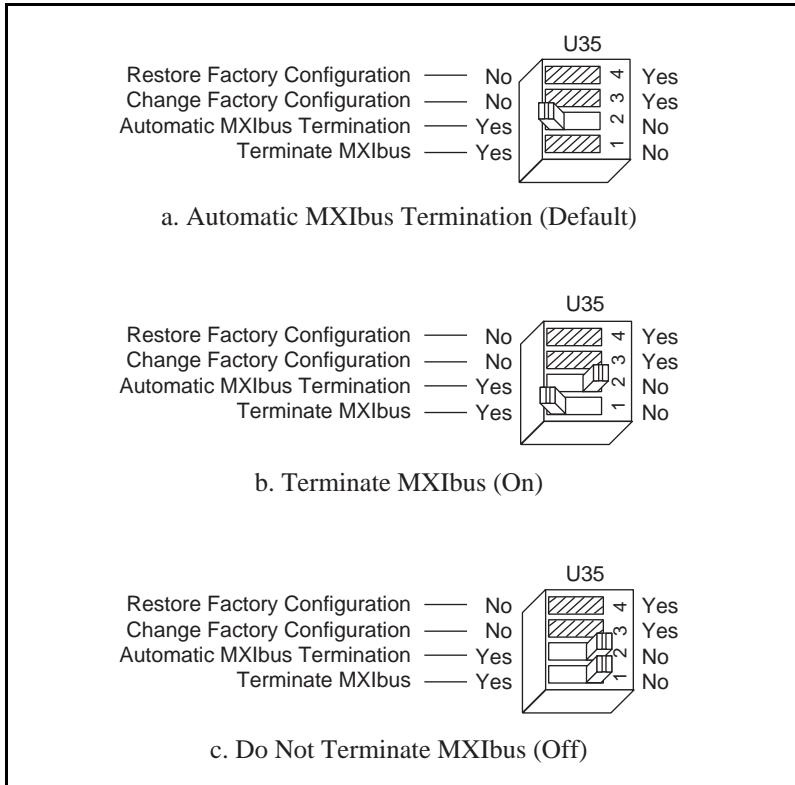 U35
Restore Factory Configuration No 4 Yes
Change Factory Configuration No 3 Yes
Automatic MXIbus Termination Yes 2 No
Terminate MXIbus Yes 1 No
a. Automatic MXIbus Termination (Default)
U35
Restore Factory Configuration No 4 Yes
Change Factory Configuration No 3 Yes
Automatic MXIbus Termination Yes 2 No
Terminate MXIbus Yes 1 No
b. Terminate MXIbus (On)
U35
Restore Factory Configuration No 4 Yes
Change Factory Configuration No 3 Yes
Automatic MXIbus Termination Yes 2 No
Terminate MXIbus Yes 1 No
c. Do Not Terminate MXIbus (Off)